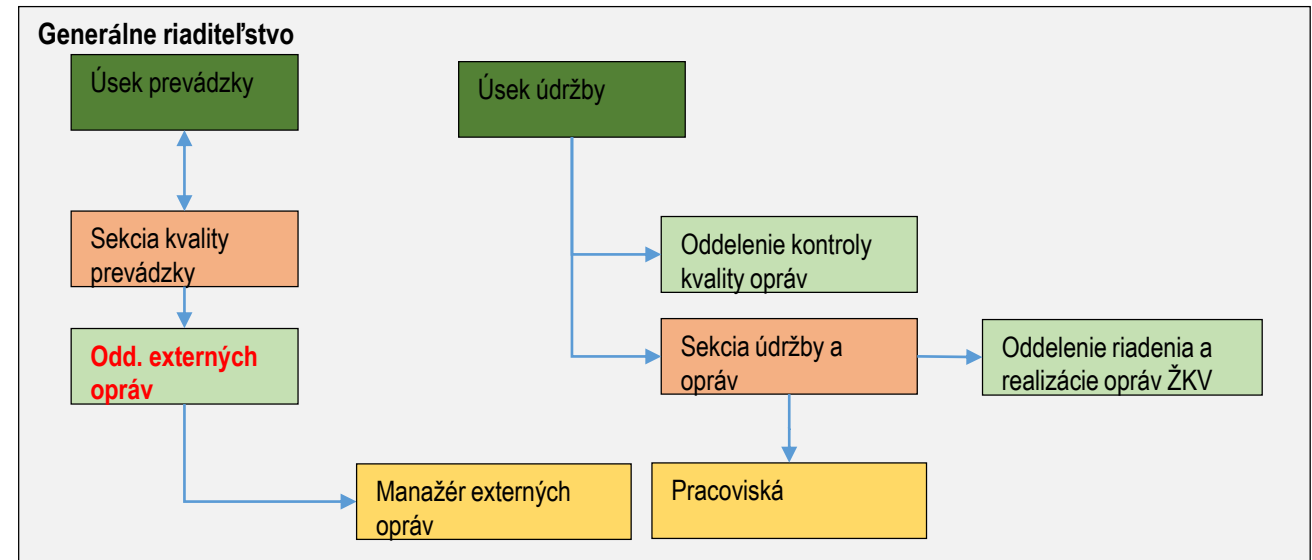 Generálne riaditeľstvo
Úsek prevádzky
Úsek údržby
Sekcia kvality
prevádzky
Oddelenie kontroly
kvality opráv
Odd. externých
opráv
Sekcia údržby a
opráv
Oddelenie riadenia a
realizácie opráv ŽKV
Manažér externých
opráv
Pracoviská